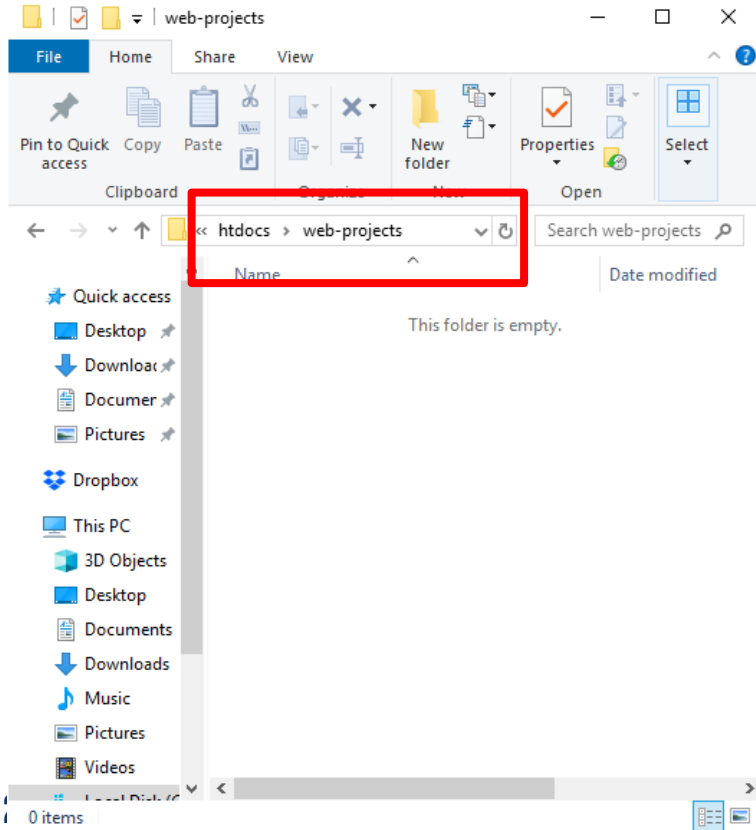 web-projects
File Home Share View
Pin to Quick access
Copy
Paste
W...
New folder
Properties
Select
Clipboard
Open
« htdocs > web-projects
Search web-projects
Name
Date modified
This folder is empty.
Quick access
Desktop
Downloa
Documen
Pictures
Dropbox
This PC
3D Objects
Desktop
Documents
Downloads
Music
Pictures
Videos
0 items